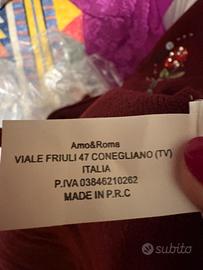 Amo&Roma
VIALE FRIULI 47 CONEGLIANO (TV)
ITALIA
P.IVA 03846210262
MADE IN P.R.C
subito